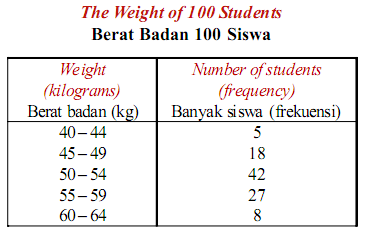 The Weight of 100 Students
Berat Badan 100 Siswa
Weight Number of students
(kilograms) (frequency)
Berat badan (kg) Banyak siswa (frekuensi)
40–44 5
45–49 18
50–54 42
55–59 27
60–64 8